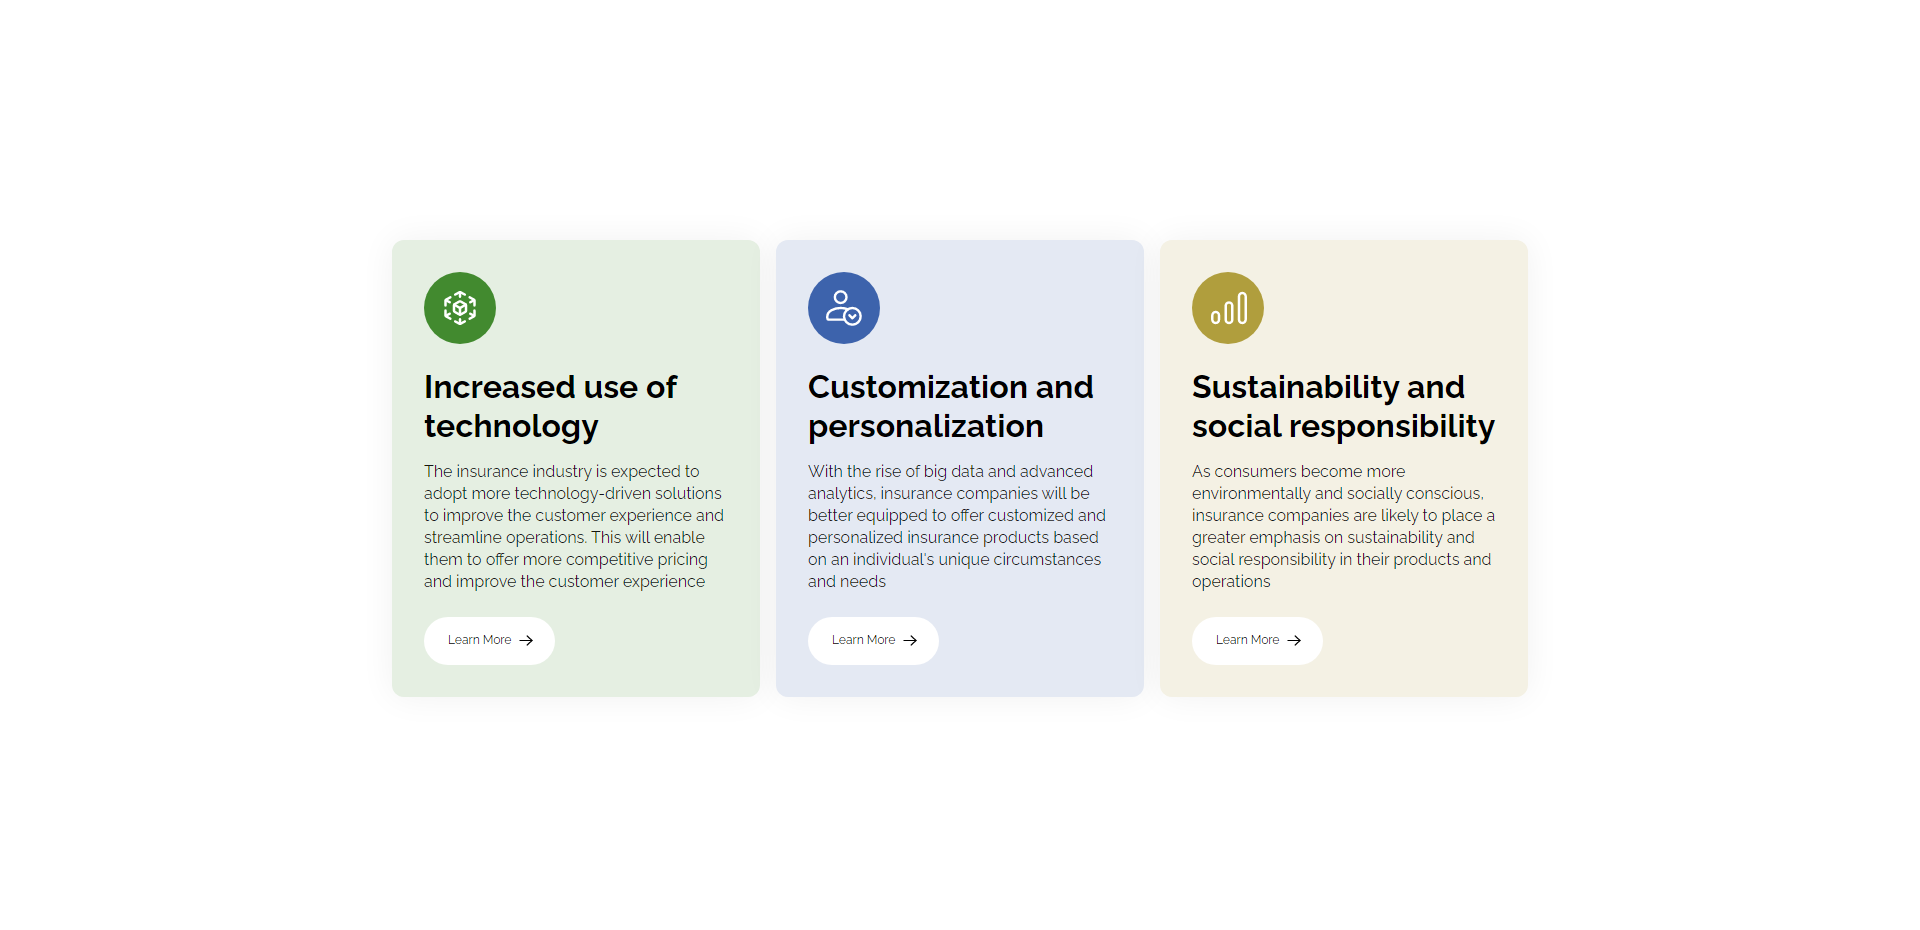 Increased use of
technology
The insurance industry is expected to
adopt more technology-driven solutions
to improve the customer experience and
streamline operations. This will enable
them to offer more competitive pricing
and improve the customer experience
Learn More
Customization and
personalization
With the rise of big data and advanced
analytics, insurance companies will be
better equipped to offer customized and
personalized insurance products based
on an individual's unique circumstances
and needs
Learn More
Sustainability and
social responsibility
As consumers become more
environmentally and socially conscious,
insurance companies are likely to place a
greater emphasis on sustainability and
social responsibility in their products and
operations
Learn More